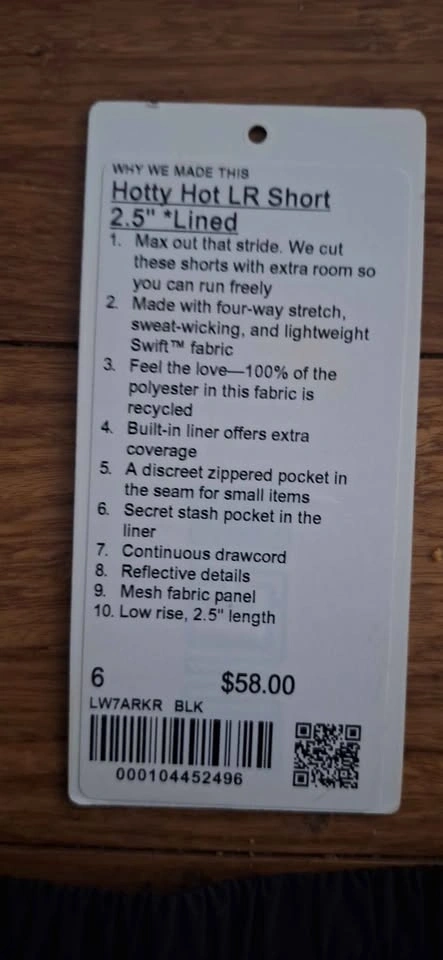 WHY WE MADE THIS
Hotty Hot LR Short
2.5" *Lined
1. Max out that stride. We cut
these shorts with extra room so
you can run freely
2. Made with four-way stretch,
sweat-wicking, and lightweight
Swift™ fabric
3. Feel the love—100% of the
polyester in this fabric is
recycled
4. Built-in liner offers extra
coverage
5. A discreet zippered pocket in
the seam for small items
6. Secret stash pocket in the
liner
7. Continuous drawcord
8. Reflective details
9. Mesh fabric panel
10. Low rise, 2.5" length
6 $58.00
LW7ARKR BLK
000104452496